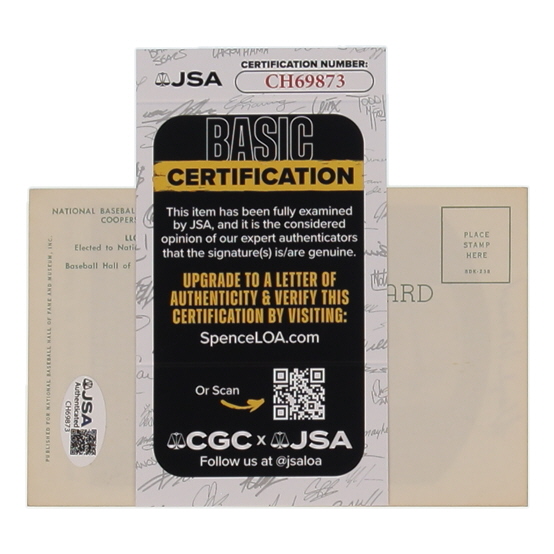 JSA
CERTIFICATION NUMBER:
CH69873
BASIC
CERTIFICATION
This item has been fully examined
by JSA, and it is the considered
opinion of our expert authenticators
that the signature(s) is/are genuine.
UPGRADE TO A LETTER OF
AUTHENTICITY & VERIFY THIS
CERTIFICATION BY VISITING:
SpenceLOA.com
Or Scan
CGC x JSA
Follow us at @jsaloa
NATIONAL BASEBAL
COOPERS
Elected to Natio
Baseball Hall of
PUBLISHED FOR NATIONAL BASEBALL HALL OF FAME AND MUSEUM, INC.
JSA
Authenticated
CH69873
PLACE
STAMP
HERE
ARD